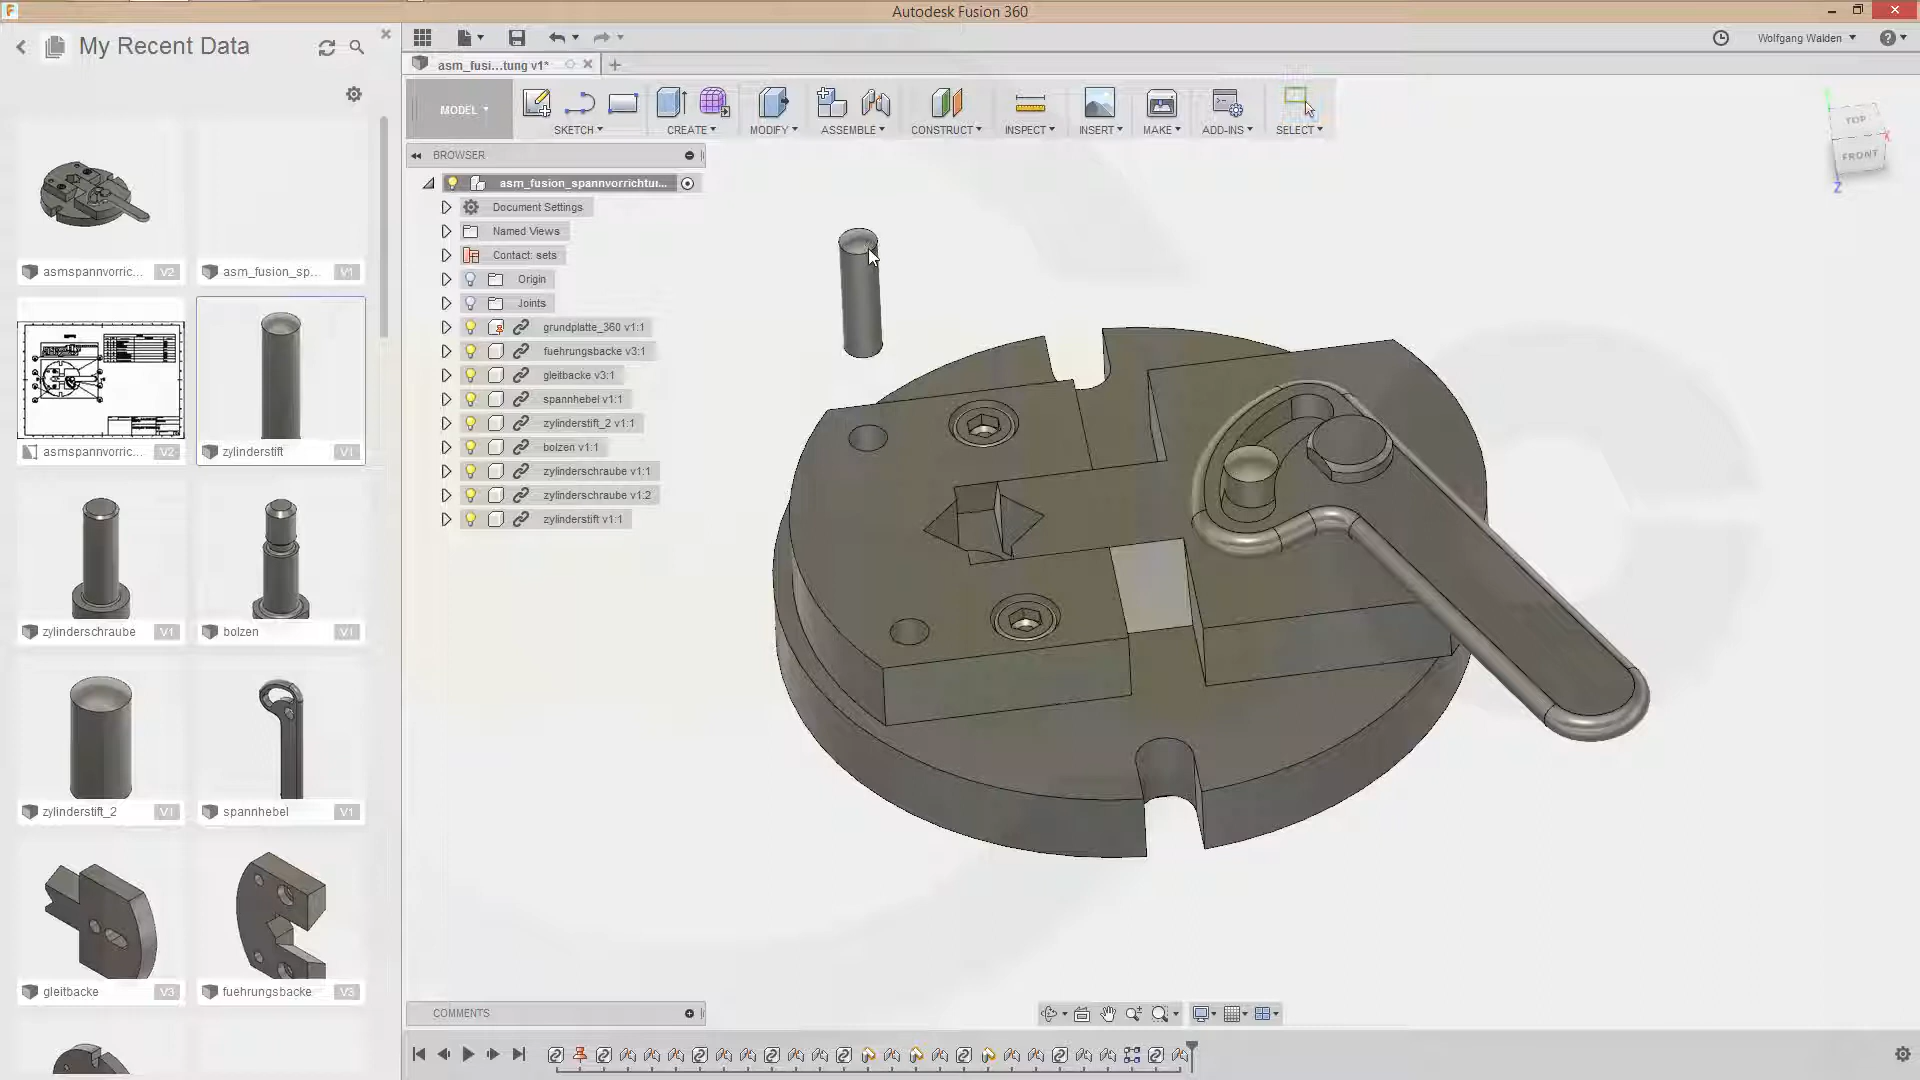 Autodesk Fusion 360
My Recent Data
asmspannvorric... V2
asm_fusion_sp... V1
asmspannvorric... V2
zylinderstift V1
zylinderschraube V1
bolzen V1
zylinderstift_2 V1
spannhebel V1
gleitbacke V3
fuehrungsbacke V3
Wolfgang Walden
asm_fusi...tung v1*
MODEL
SKETCH
CREATE
MODIFY
ASSEMBLE
CONSTRUCT
INSPECT
INSERT
MAKE
ADD-INS
SELECT
BROWSER
asm_fusion_spannvorrichtu...
Document Settings
Named Views
Contact: sets
Origin
Joints
grundplatte_360 v1:1
fuehrungsbacke v3:1
gleitbacke v3:1
spannhebel v1:1
zylinderstift_2 v1:1
bolzen v1:1
zylinderschraube v1:1
zylinderschraube v1:2
zylinderstift v1:1
TOP
FRONT
X
Z
COMMENTS